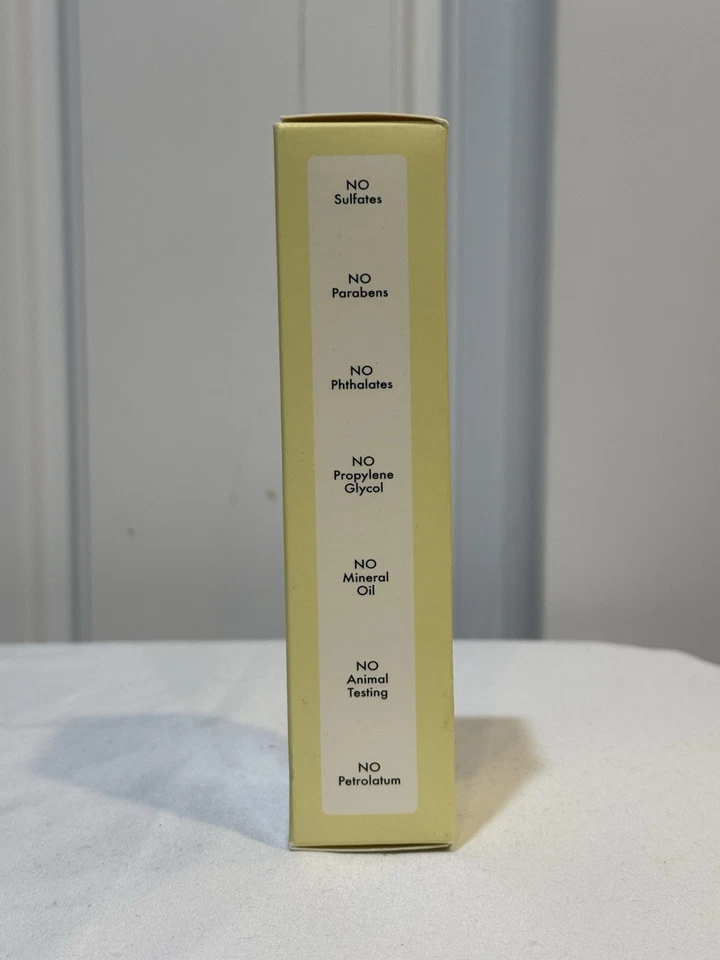 NO
Sulfates
NO
Parabens
NO
Phthalates
NO
Propylene
Glycol
NO
Mineral
Oil
NO
Animal
Testing
NO
Petrolatum